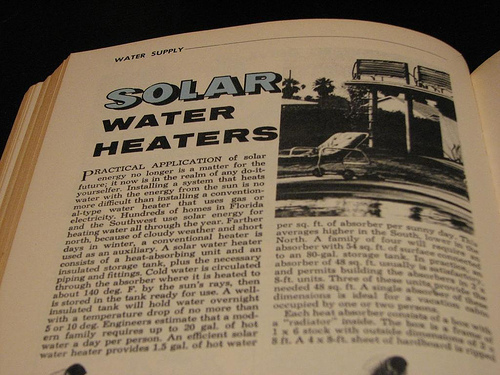 WATER SUPPLY
SOLAR
WATER
HEATERS
PRACTICAL APPLICATION of solar
energy no longer is a matter for the
future; it now is in the realm of any do-it-
yourselfer. Installing a system that heats
water with the energy from the sun is no
more difficult than installing a convention-
al-type water heater that uses gas or
electricity. Hundreds of homes in Florida
and the Southwest use solar energy for
heating water all through the year. Farther
north, because of cloudy weather and short
days in winter, a conventional heater is
used as an auxiliary. A solar water heater
consists of a heat-absorbing unit and an
insulated storage tank, plus the necessary
piping and fittings. Cold water is circulated
through the absorber where it is heated to
about 140 deg. F. by the sun's rays, then
stored in the tank ready for use. A well-
insulated tank will hold water overnight
with a temperature drop of no more than
5 or 10 deg. Engineers estimate that a mod-
ern family requires up to 20 gal. of hot
water a day per person. An efficient solar
water heater provides 1.5 gal. of hot water
per sq. ft. of absorber per sunny day. This
averages higher in the South, lower in the
North. A family of four will require an
absorber with 54 sq. ft. of surface connected
to an 80-gal. storage tank. In
absorber of 48 sq. ft. usually is
and permits building the absorbers in 2 x
8-ft. units. Three of these units provide the
needed 48 sq. ft. A single absorber of these
dimensions is ideal for a vacation cabin
occupied by one or two persons.
Each heat absorber consists of a box with
a "radiator" inside. The box is a frame of
1 x 6 stock with outside dimensions of 2 x
8 ft. A 4 x 8-ft. sheet of hardboard is ripped